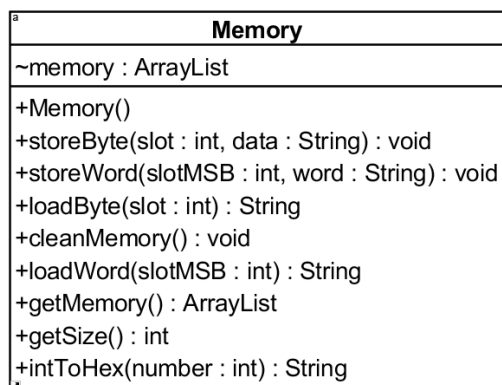 a
Memory
~memory : ArrayList
+Memory()
+storeByte(slot : int, data : String) : void
+storeWord(slotMSB : int, word : String) : void
+loadByte(slot : int) : String
+cleanMemory() : void
+loadWord(slotMSB : int) : String
+getMemory() : ArrayList
+getSize() : int
+intToHex(number : int) : String